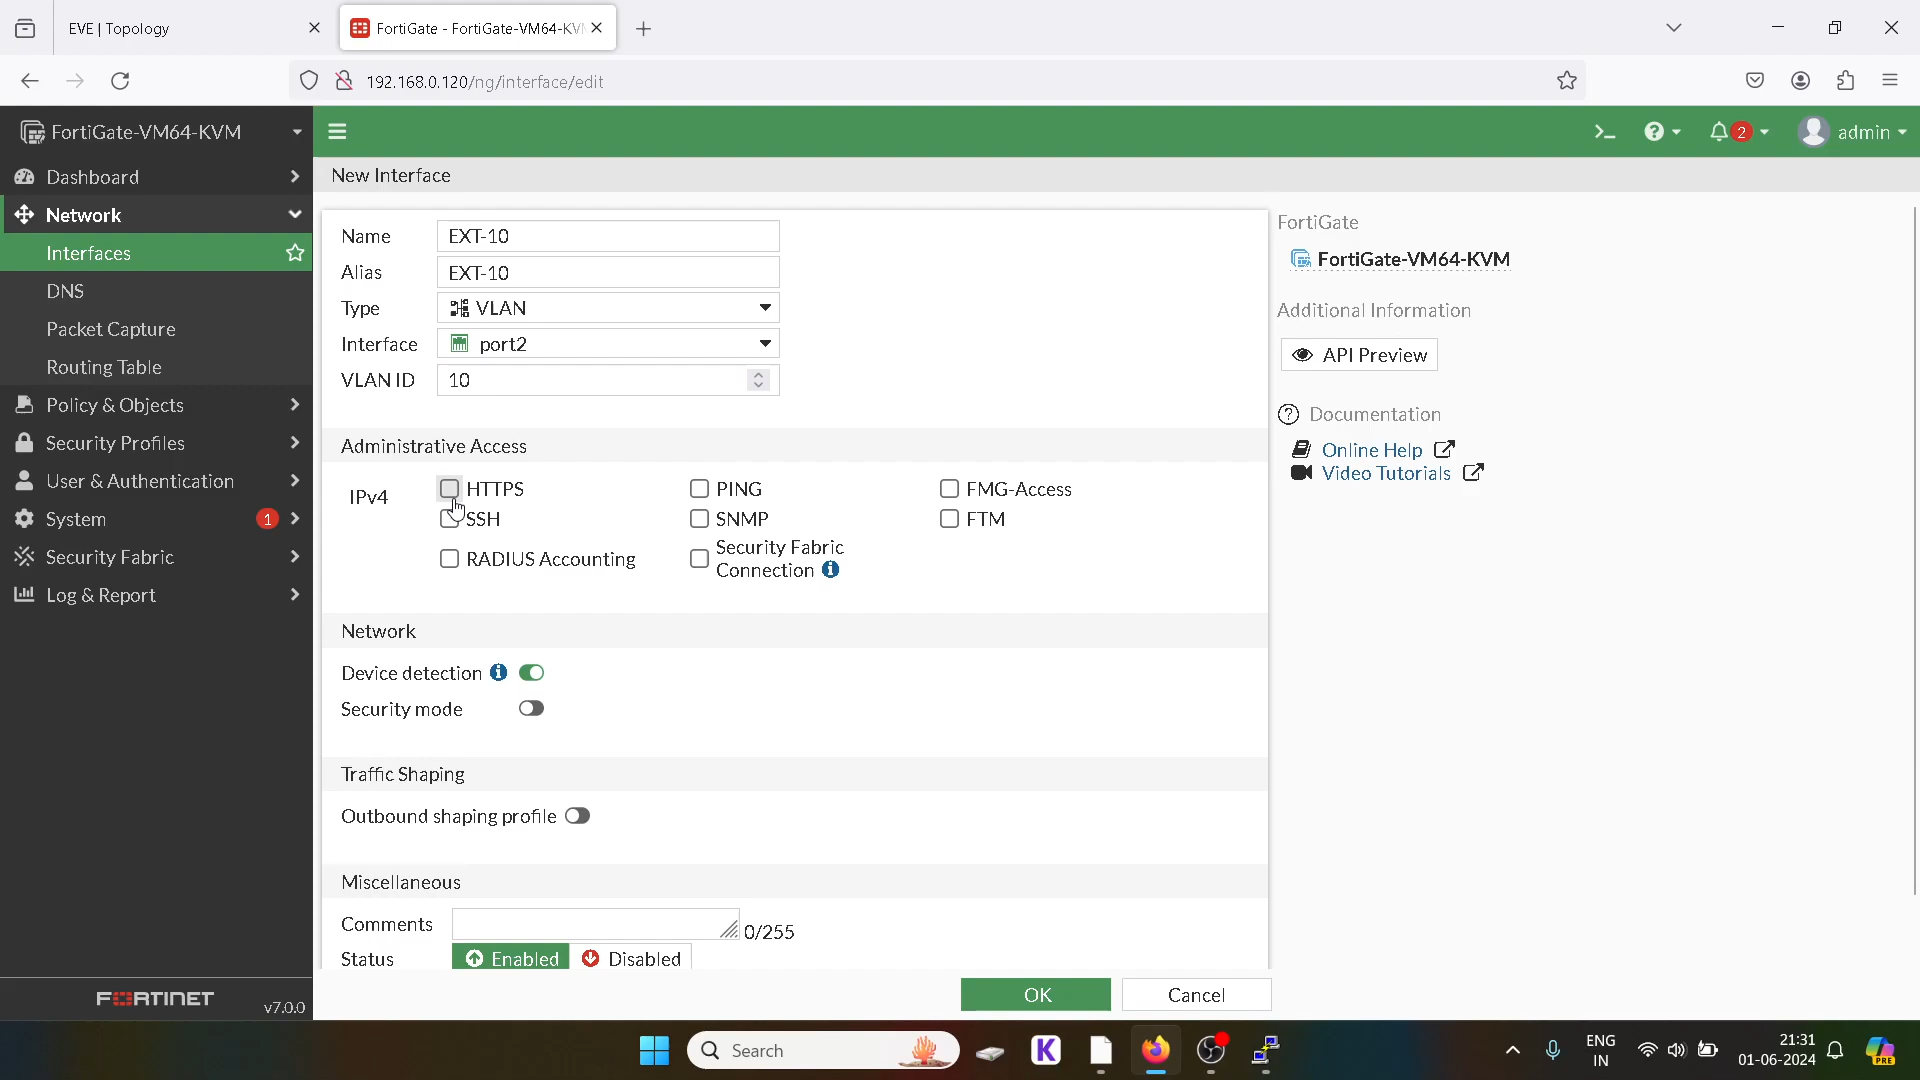 EVE | Topology
FortiGate - FortiGate-VM64-KVM
192.168.0.120/ng/interface/edit
FortiGate-VM64-KVM
2
admin
Dashboard
Network
Interfaces
DNS
Packet Capture
Routing Table
Policy & Objects
Security Profiles
User & Authentication
System 1
Security Fabric
Log & Report
FORTINET
v7.0.0
New Interface
Name EXT-10
Alias EXT-10
Type VLAN
Interface port2
VLAN ID 10
Administrative Access
IPv4
HTTPS PING FMG-Access
SSH SNMP FTM
RADIUS Accounting
Security Fabric
Connection
Network
Device detection
Security mode
Traffic Shaping
Outbound shaping profile
Miscellaneous
Comments 0/255
Status Enabled Disabled
OK Cancel
FortiGate
FortiGate-VM64-KVM
Additional Information
API Preview
Documentation
Online Help
Video Tutorials
Search
K
ENG
IN
21:31
01-06-2024
PRE